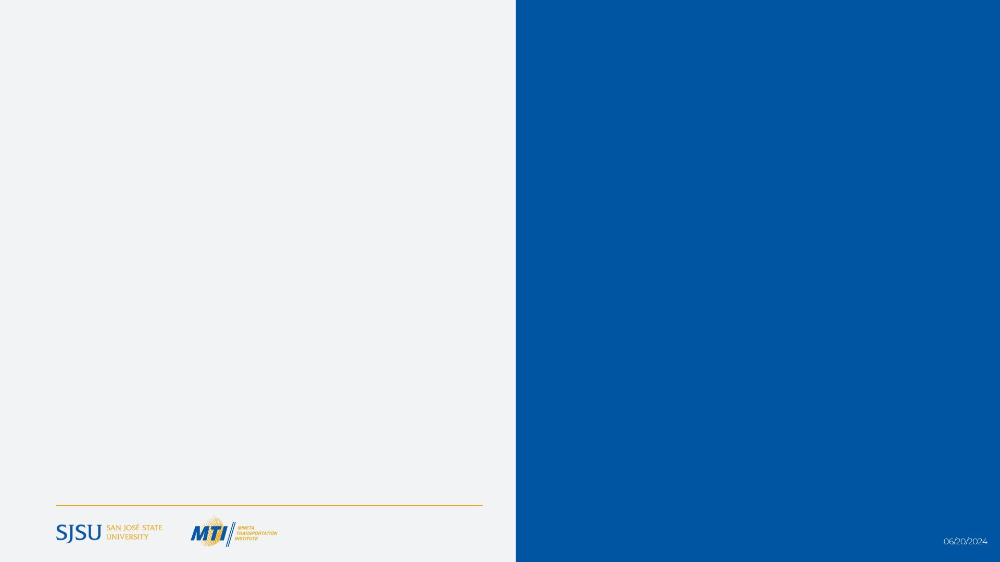 SJSU SAN JOSÉ STATE
UNIVERSITY
MTI MINETA
TRANSPORTATION
INSTITUTE
06/20/2024